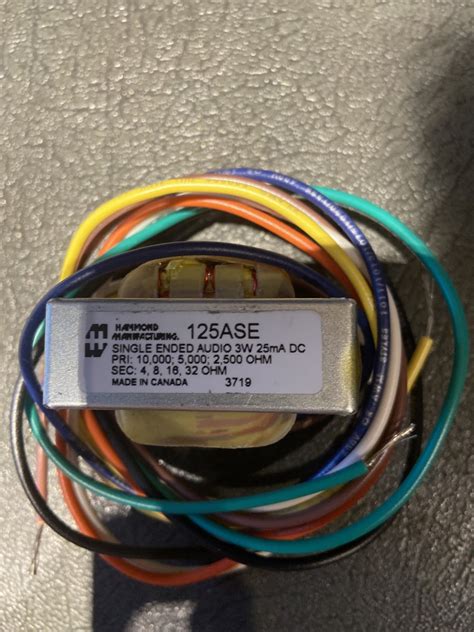 HAMMOND
MANUFACTURING.
125ASE
SINGLE ENDED AUDIO 3W 25mA DC
PRI: 10,000; 5,000; 2,500 OHM
SEC: 4, 8, 16, 32 OHM
MADE IN CANADA 3719